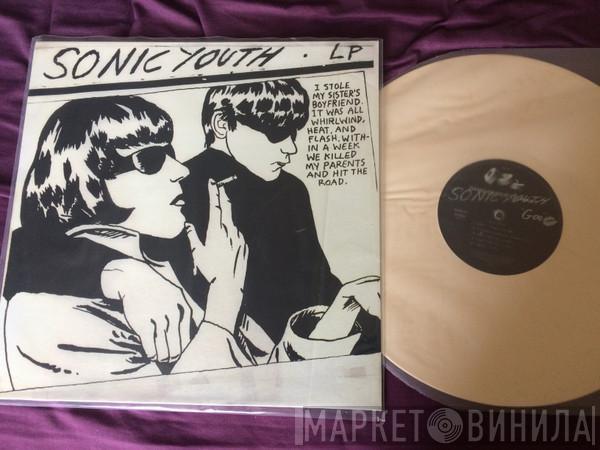 SONIC YOUTH . LP
I STOLE
MY SISTER'S
BOYFRIEND.
IT WAS ALL
WHIRLWIND,
HEAT, AND
FLASH. WITH-
IN A WEEK
WE KILLED
MY PARENTS
AND HIT THE
ROAD.
SONIC YOUTH
GOO
МАРКЕТ ВИНИЛА